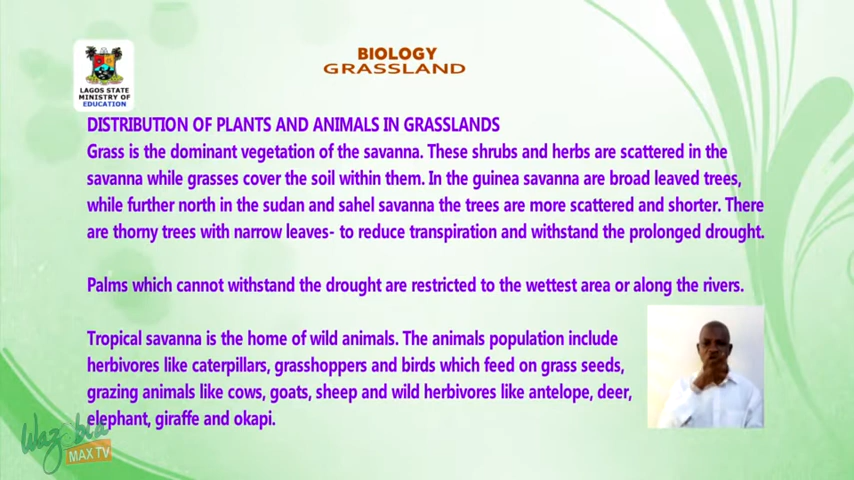 BIOLOGY
GRASSLAND
LAGOS STATE
MINISTRY OF
EDUCATION
DISTRIBUTION OF PLANTS AND ANIMALS IN GRASSLANDS
Grass is the dominant vegetation of the savanna. These shrubs and herbs are scattered in the
savanna while grasses cover the soil within them. In the guinea savanna are broad leaved trees,
while further north in the sudan and sahel savanna the trees are more scattered and shorter. There
are thorny trees with narrow leaves- to reduce transpiration and withstand the prolonged drought.
Palms which cannot withstand the drought are restricted to the wettest area or along the rivers.
Tropical savanna is the home of wild animals. The animals population include
herbivores like caterpillars, grasshoppers and birds which feed on grass seeds,
grazing animals like cows, goats, sheep and wild herbivores like antelope, deer,
elephant, giraffe and okapi.
Wazobia
MAX TV